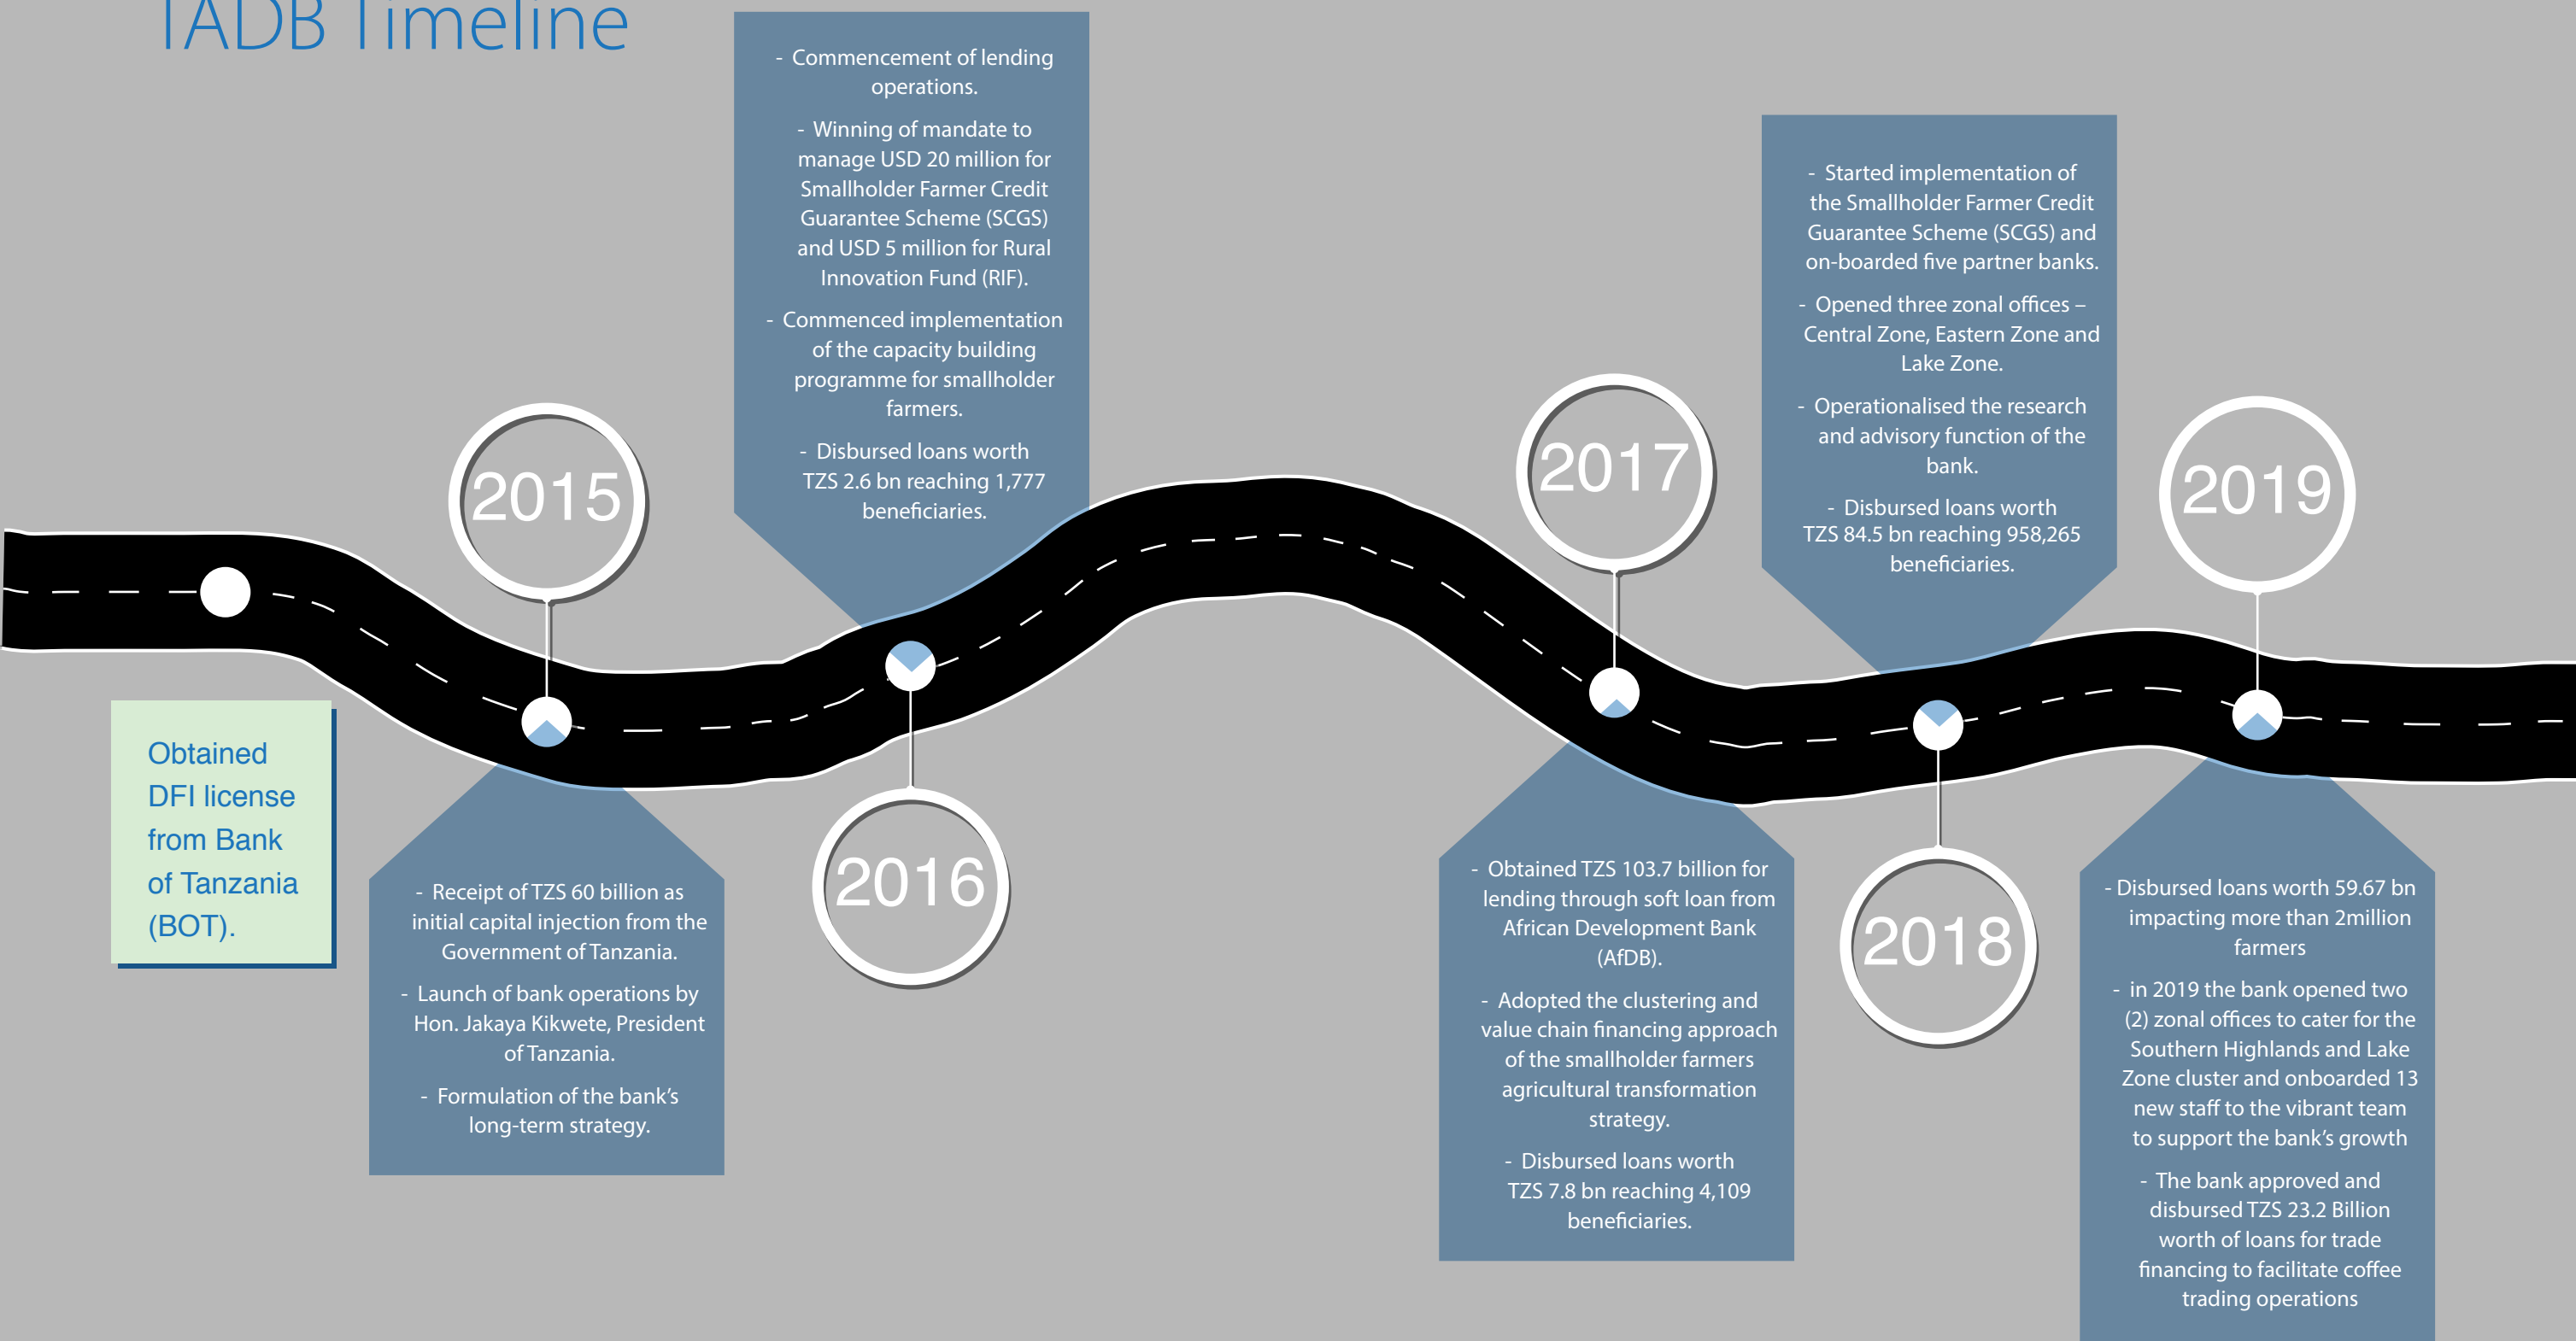 TADB Timeline
Obtained
DFI license
from Bank
of Tanzania
(BOT).
2015
- Receipt of TZS 60 billion as
initial capital injection from the
Government of Tanzania.
- Launch of bank operations by
Hon. Jakaya Kikwete, President
of Tanzania.
- Formulation of the bank’s
long-term strategy.
- Commencement of lending
operations.
- Winning of mandate to
manage USD 20 million for
Smallholder Farmer Credit
Guarantee Scheme (SCGS)
and USD 5 million for Rural
Innovation Fund (RIF).
- Commenced implementation
of the capacity building
programme for smallholder
farmers.
- Disbursed loans worth
TZS 2.6 bn reaching 1,777
beneficiaries.
2016
2017
- Obtained TZS 103.7 billion for
lending through soft loan from
African Development Bank
(AfDB).
- Adopted the clustering and
value chain financing approach
of the smallholder farmers
agricultural transformation
strategy.
- Disbursed loans worth
TZS 7.8 bn reaching 4,109
beneficiaries.
- Started implementation of
the Smallholder Farmer Credit
Guarantee Scheme (SCGS) and
on-boarded five partner banks.
- Opened three zonal offices –
Central Zone, Eastern Zone and
Lake Zone.
- Operationalised the research
and advisory function of the
bank.
- Disbursed loans worth
TZS 84.5 bn reaching 958,265
beneficiaries.
2018
2019
- Disbursed loans worth 59.67 bn
impacting more than 2million
farmers
- in 2019 the bank opened two
(2) zonal offices to cater for the
Southern Highlands and Lake
Zone cluster and onboarded 13
new staff to the vibrant team
to support the bank’s growth
- The bank approved and
disbursed TZS 23.2 Billion
worth of loans for trade
financing to facilitate coffee
trading operations